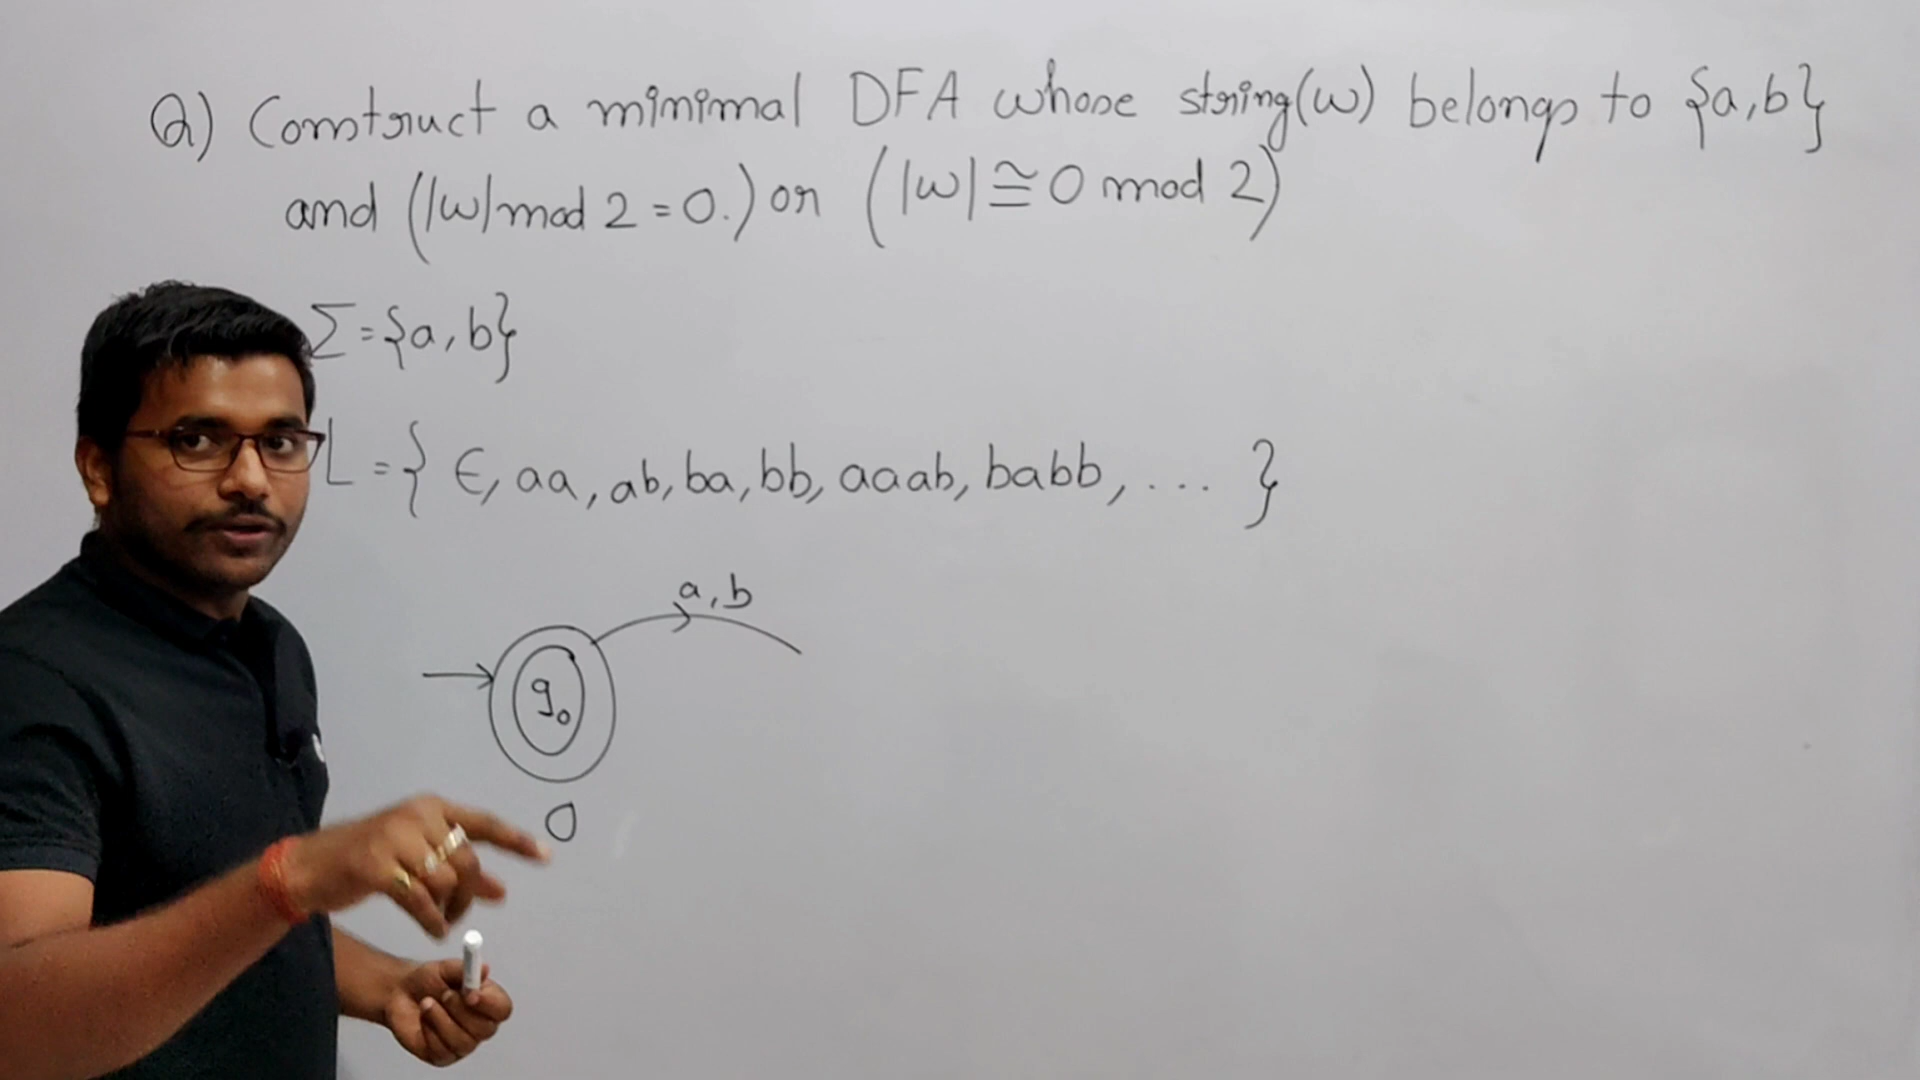 Q) Construct a minimal DFA whose string(w) belongs to {a,b}
and (|w| mod 2 = 0.) or (|w| ≅ 0 mod 2)
Σ = {a, b}
L = { ϵ, aa, ab, ba, bb, aaab, babb, ... }
a, b
q₀
0